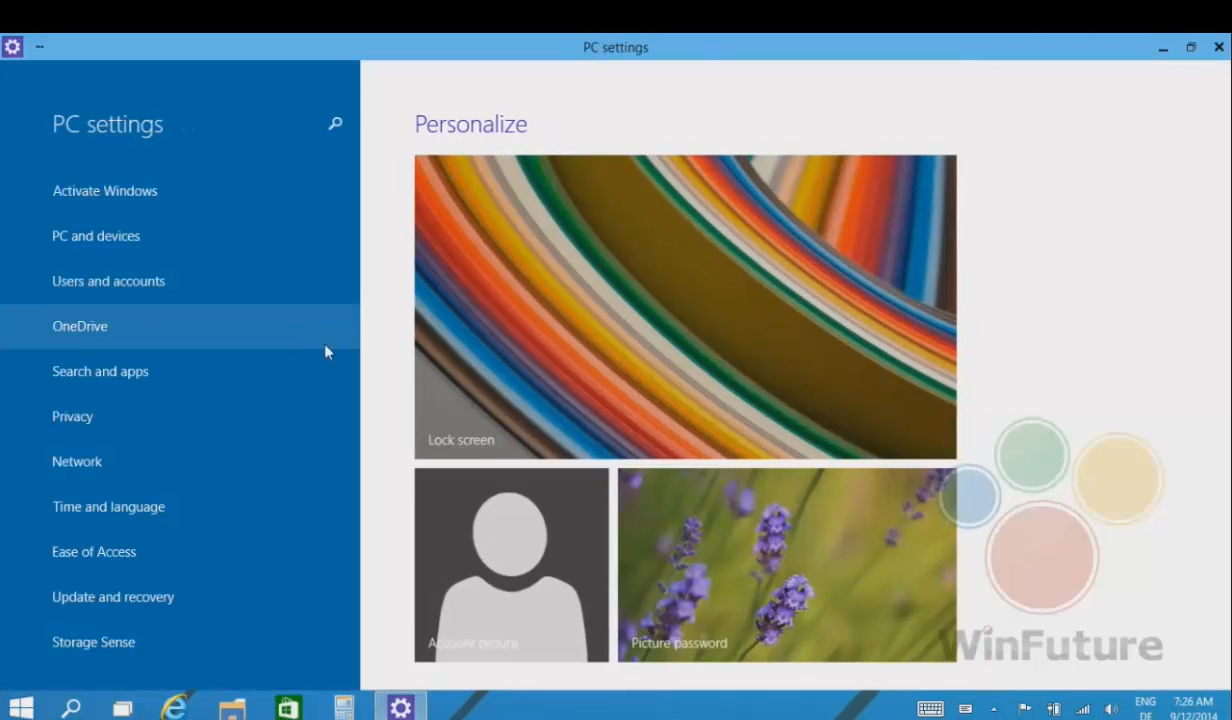 ...
PC settings
PC settings
Activate Windows
PC and devices
Users and accounts
OneDrive
Search and apps
Privacy
Network
Time and language
Ease of Access
Update and recovery
Storage Sense
Personalize
Lock screen
Account picture
Picture password
WinFuture
ENG
DE
7:26 AM
9/12/2014